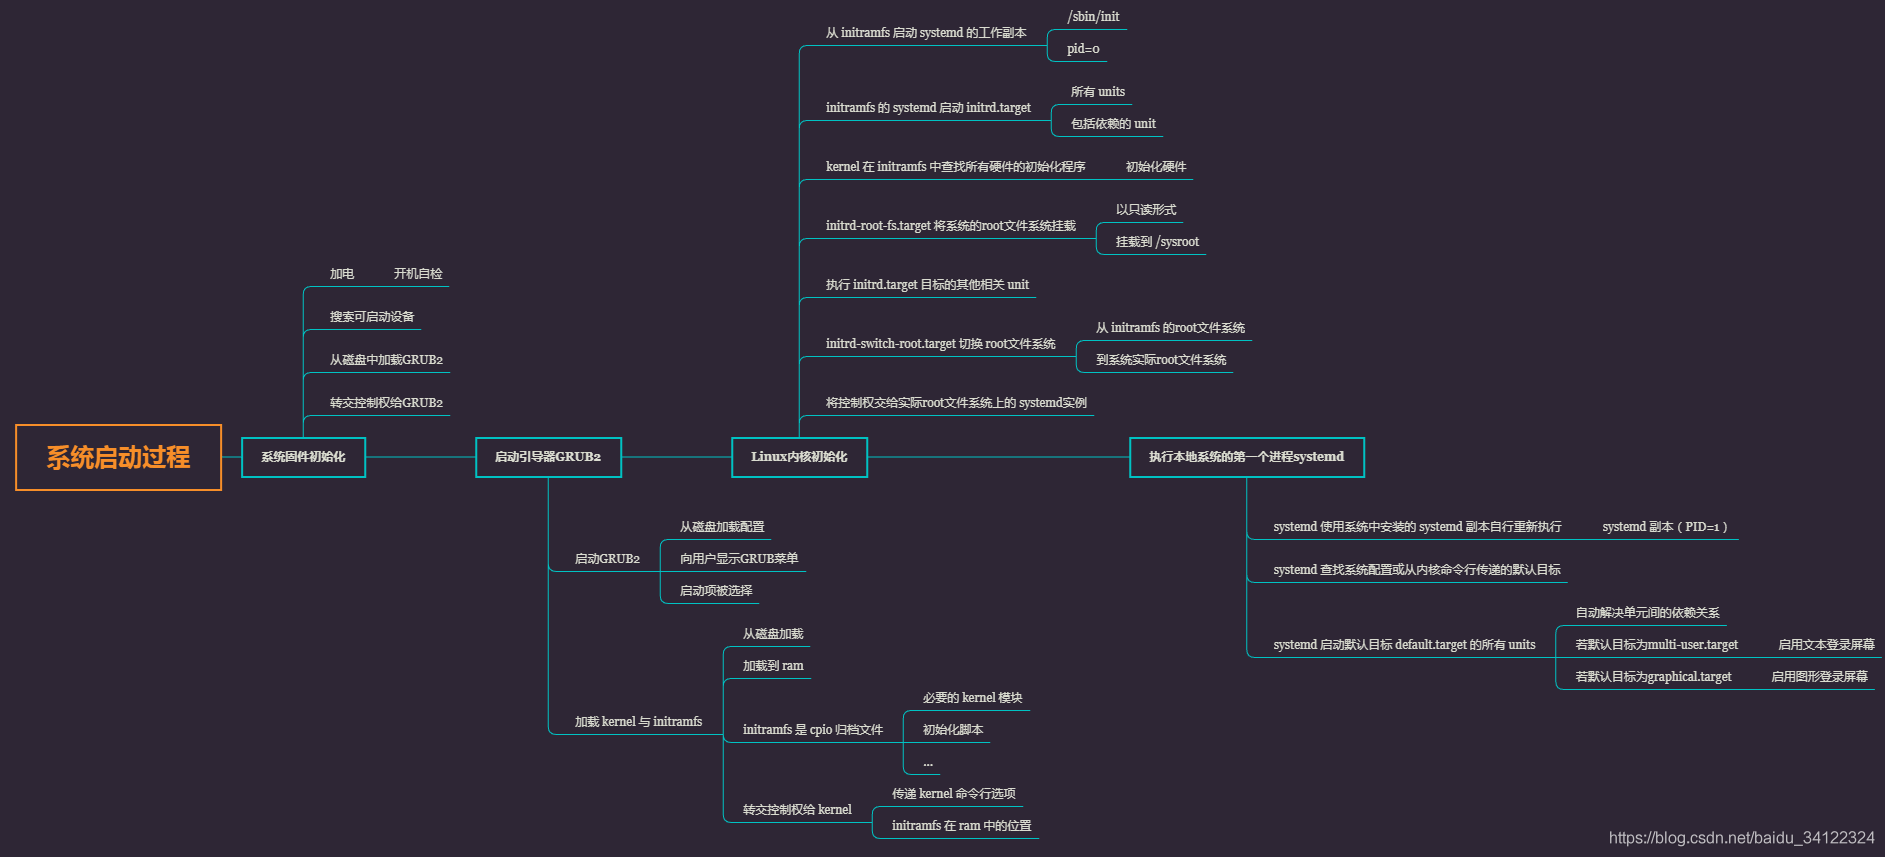 系统启动过程
系统固件初始化
加电
开机自检
搜索可启动设备
从磁盘中加载GRUB2
转交控制权给GRUB2
启动引导器GRUB2
启动GRUB2
从磁盘加载配置
向用户显示GRUB菜单
启动项被选择
加载 kernel 与 initramfs
从磁盘加载
加载到 ram
initramfs 是 cpio 归档文件
必要的 kernel 模块
初始化脚本
...
转交控制权给 kernel
传递 kernel 命令行选项
initramfs 在 ram 中的位置
Linux内核初始化
从 initramfs 启动 systemd 的工作副本
/sbin/init
pid=0
initramfs 的 systemd 启动 initrd.target
所有 units
包括依赖的 unit
kernel 在 initramfs 中查找所有硬件的初始化程序
初始化硬件
initrd-root-fs.target 将系统的root文件系统挂载
以只读形式
挂载到 /sysroot
执行 initrd.target 目标的其他相关 unit
initrd-switch-root.target 切换 root文件系统
从 initramfs 的root文件系统
到系统实际root文件系统
将控制权交给实际root文件系统上的 systemd实例
执行本地系统的第一个进程systemd
systemd 使用系统中安装的 systemd 副本自行重新执行
systemd 副本（PID=1）
systemd 查找系统配置或从内核命令行传递的默认目标
systemd 启动默认目标 default.target 的所有 units
自动解决单元间的依赖关系
若默认目标为multi-user.target
启用文本登录屏幕
若默认目标为graphical.target
启用图形登录屏幕
https://blog.csdn.net/baidu_34122324